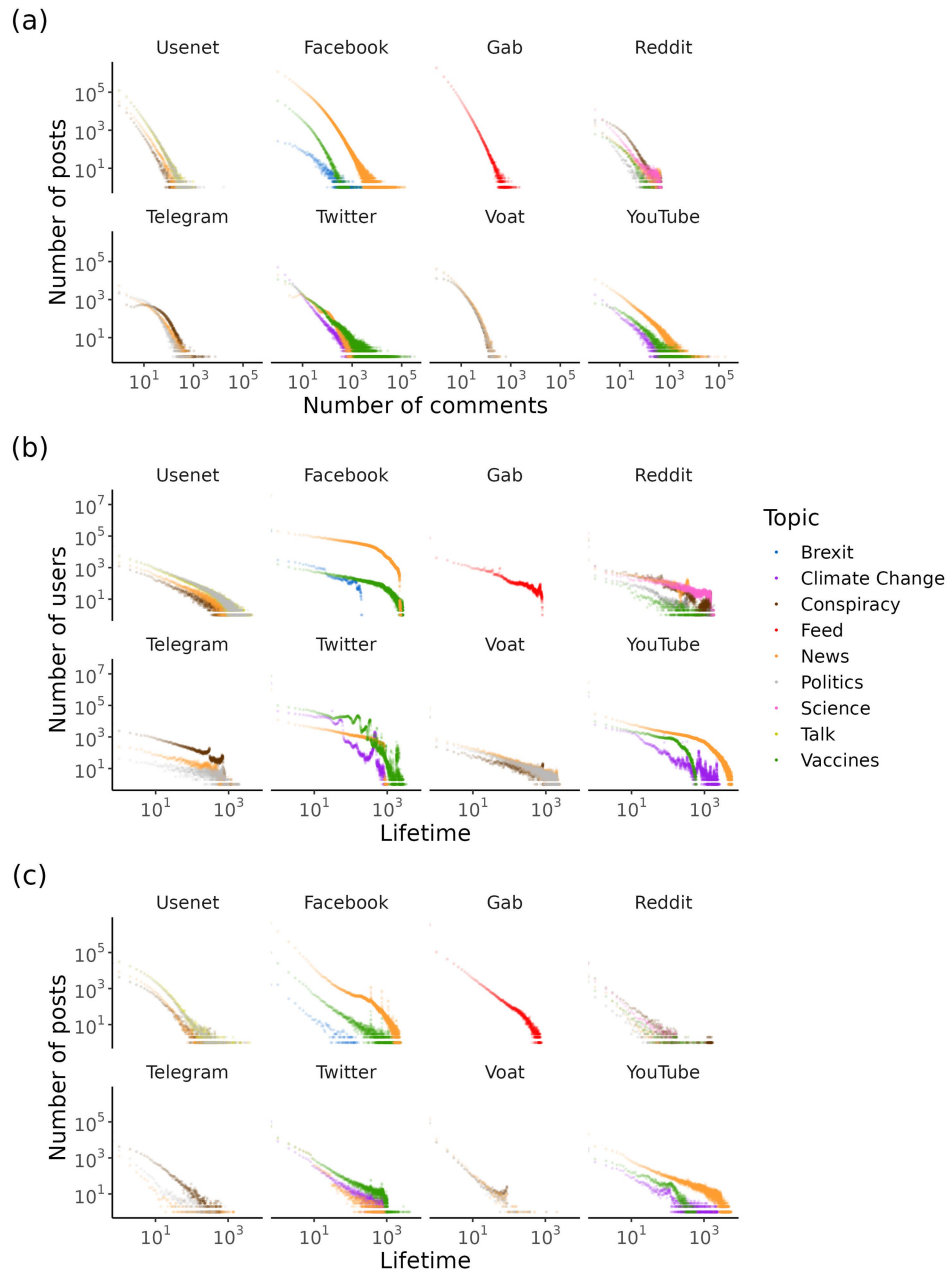 (a)
Usenet Facebook Gab Reddit
Number of posts
10^5
10^3
10^1
Telegram Twitter Voat YouTube
10^5
10^3
10^1
10^1 10^3 10^5 10^1 10^3 10^5 10^1 10^3 10^5 10^1 10^3 10^5
Number of comments
(b)
Usenet Facebook Gab Reddit
Number of users
10^7
10^5
10^3
10^1
Telegram Twitter Voat YouTube
10^7
10^5
10^3
10^1
10^1 10^3 10^1 10^3 10^1 10^3 10^1 10^3
Lifetime
Topic
Brexit
Climate Change
Conspiracy
Feed
News
Politics
Science
Talk
Vaccines
(c)
Usenet Facebook Gab Reddit
Number of posts
10^5
10^3
10^1
Telegram Twitter Voat YouTube
10^5
10^3
10^1
10^1 10^3 10^1 10^3 10^1 10^3 10^1 10^3
Lifetime